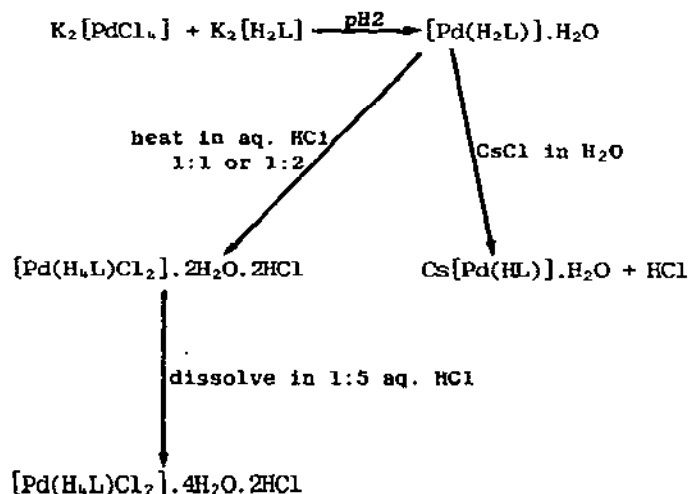 K₂[PdCl₄] + K₂[H₂L] pH2 [Pd(H₂L)].H₂O
heat in aq. HCl
1:1 or 1:2
CsCl in H₂O
[Pd(H₄L)Cl₂].2H₂O.2HCl
Cs[Pd(HL)].H₂O + HCl
dissolve in 1:5 aq. HCl
[Pd(H₄L)Cl₂].4H₂O.2HCl